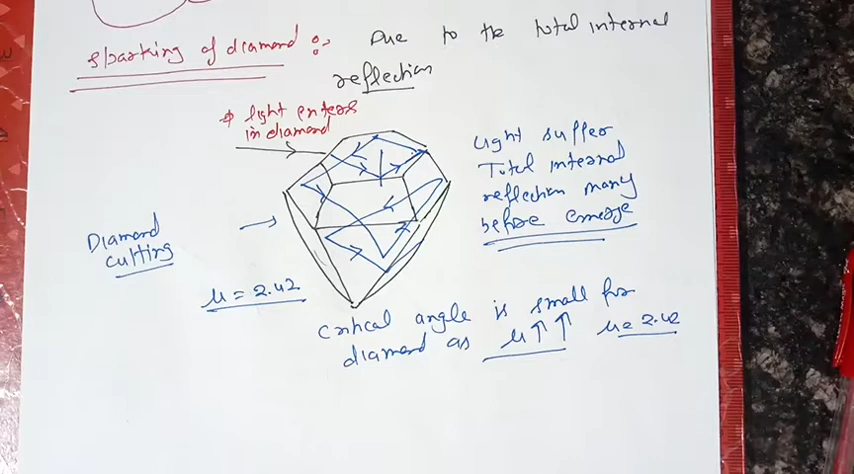 sparking of diamond :- Due to the total internal
reflection
* light enters
in diamond
Light suffer
Total internal
reflection many
before emerge
Diamond
cutting
μ = 2.42
Critical angle is small for
diamond as μ↑↑ μ = 2.42